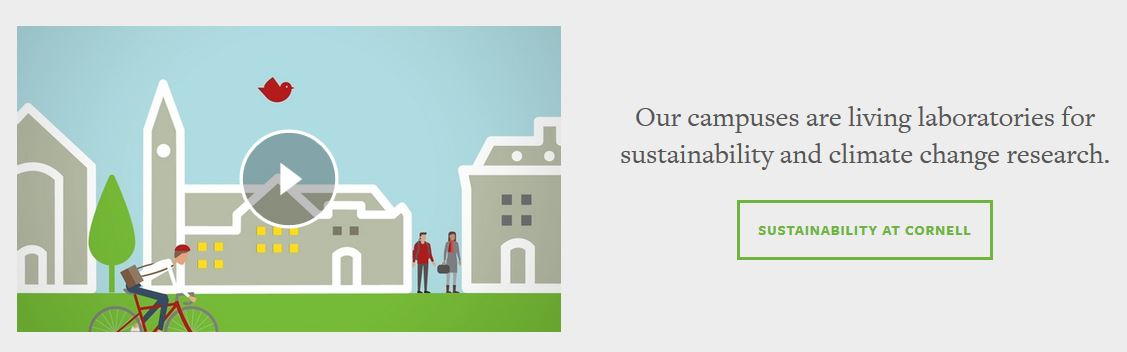 Our campuses are living laboratories for
sustainability and climate change research.
SUSTAINABILITY AT CORNELL